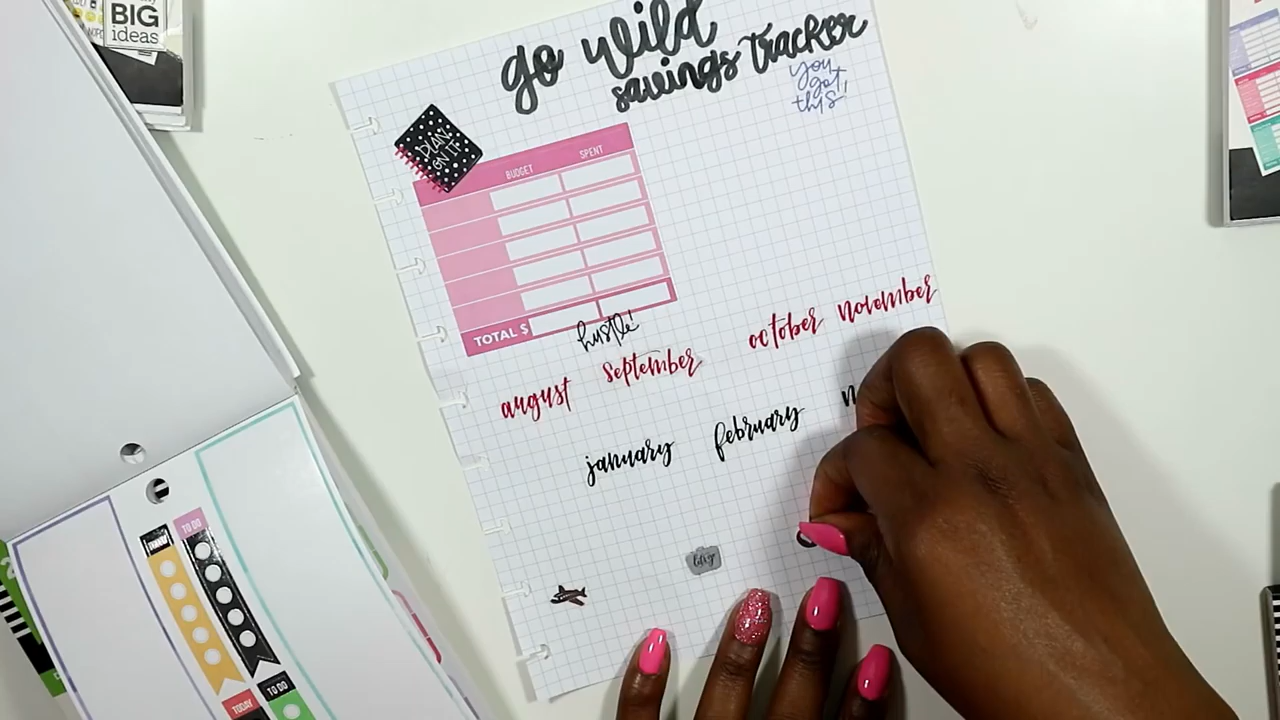 BIG
ideas
go wild
savings tracker
you
got
this!
PLAN
ON IT
BUDGET SPENT
TOTAL $
hustle!
october november
august september
january february
TO DO
TODAY
TO DO